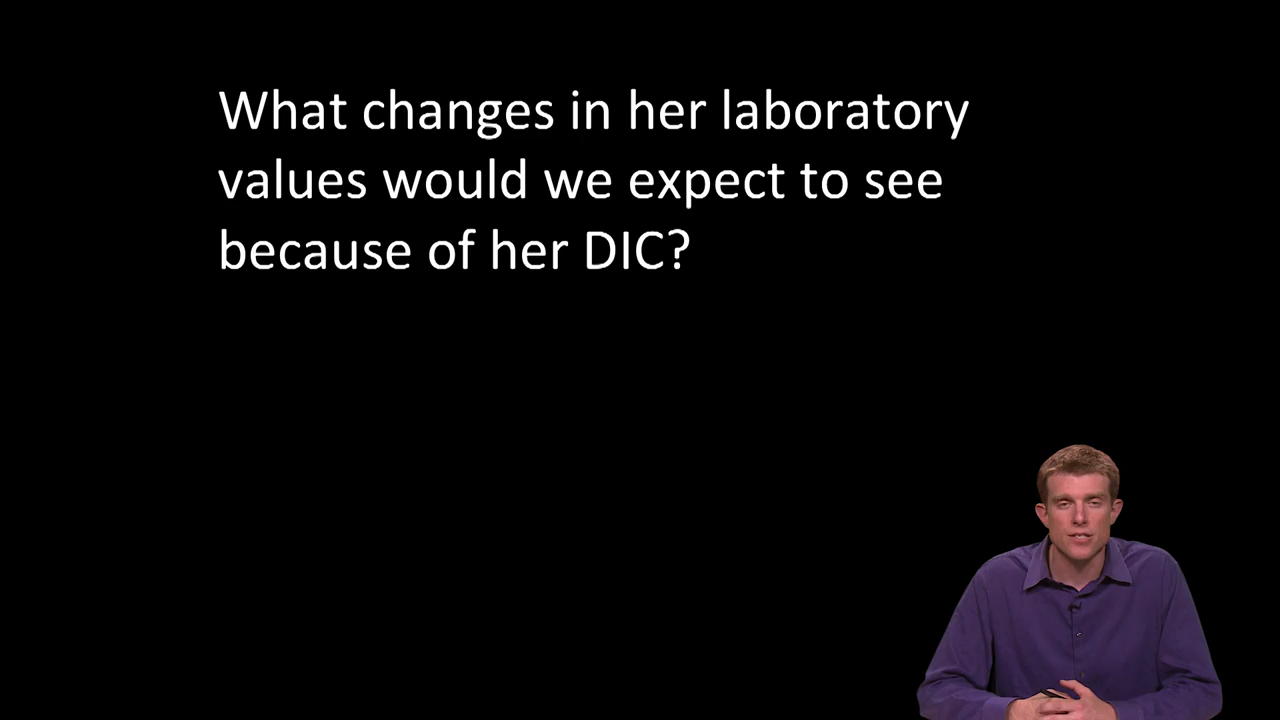 What changes in her laboratory
values would we expect to see
because of her DIC?